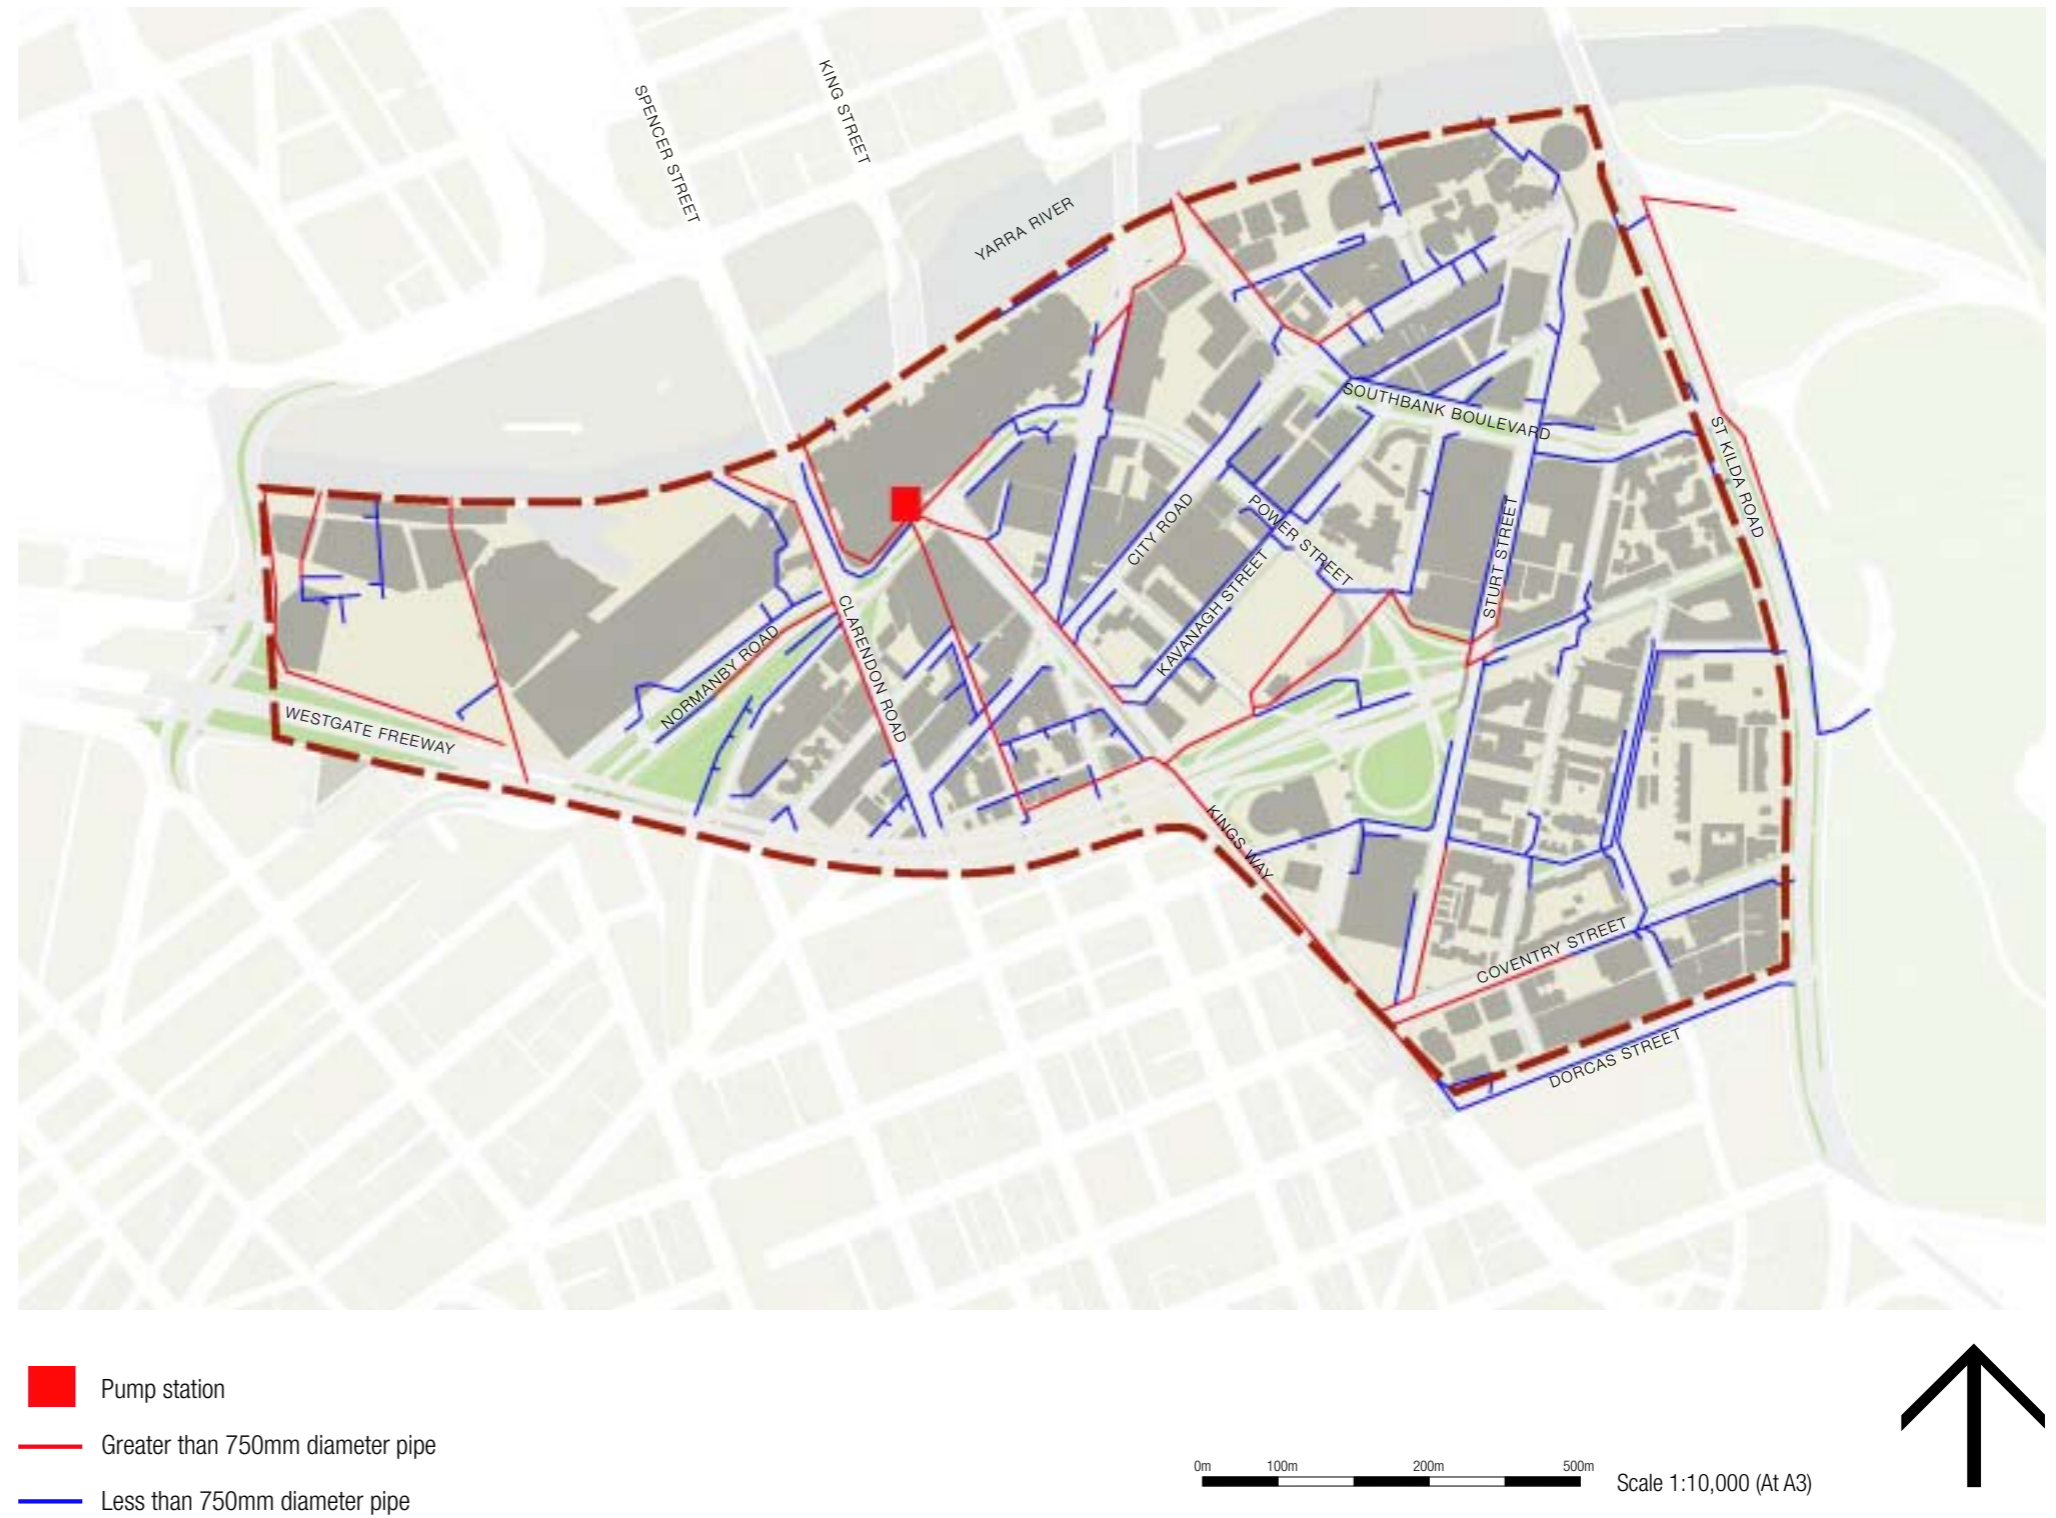 KING STREET
SPENCER STREET
YARRA RIVER
SOUTHBANK BOULEVARD
ST KILDA ROAD
CITY ROAD
POWER STREET
STURT STREET
KAVANAGH STREET
CLARENDON ROAD
NORMANBY ROAD
WESTGATE FREEWAY
KINGS WAY
COVENTRY STREET
DORCAS STREET
Pump station
Greater than 750mm diameter pipe
Less than 750mm diameter pipe
0m 100m 200m 500m
Scale 1:10,000 (At A3)